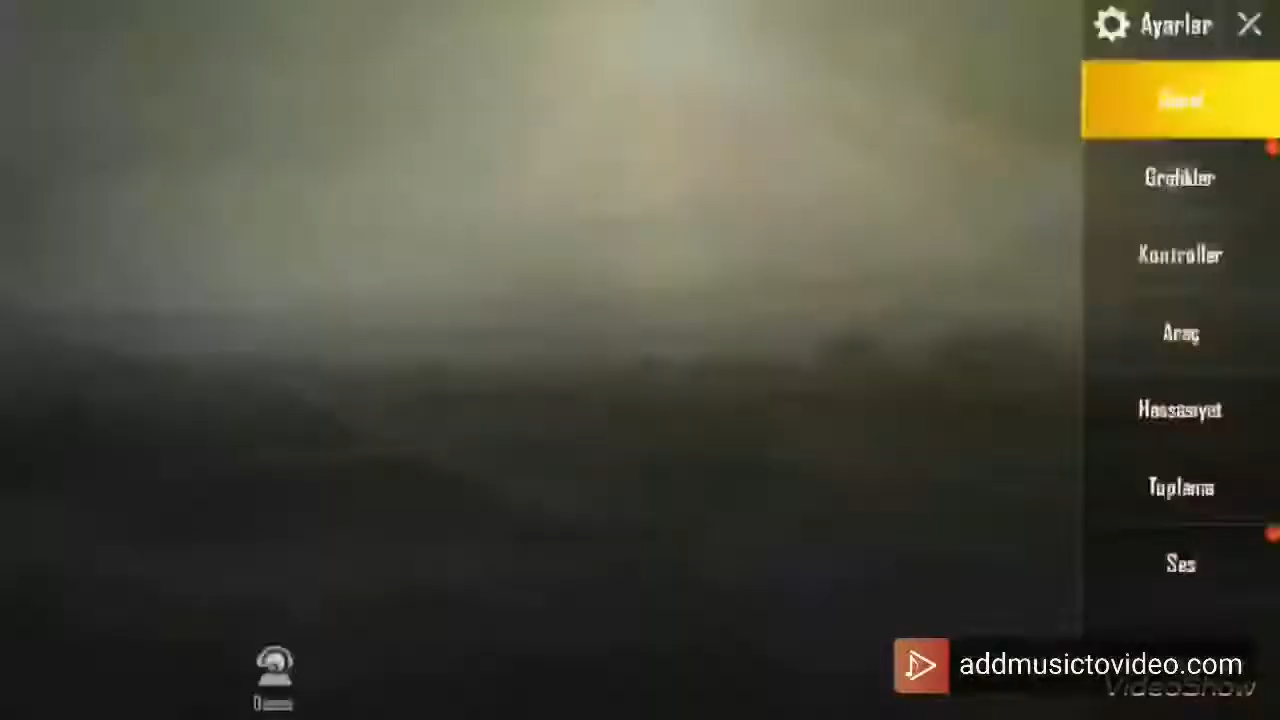 Ayarlar
Grafikler
Kontroller
Araç
Hassasiyet
Toplama
Ses
addmusictovideo.com
VideoShow